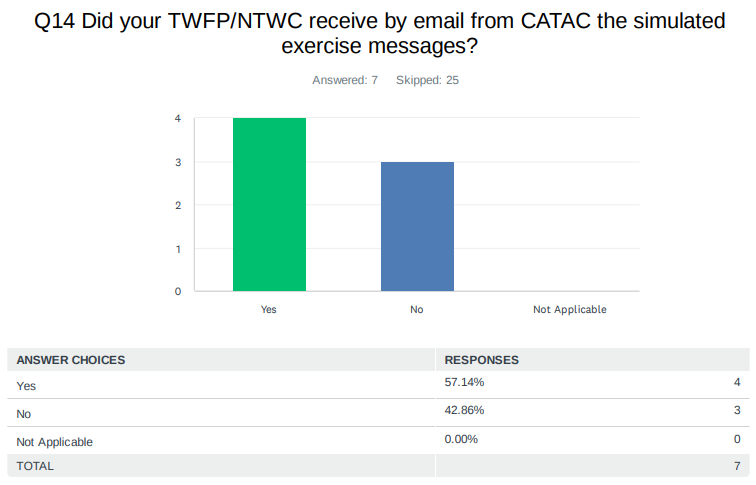 Q14 Did your TWFP/NTWC receive by email from CATAC the simulated
exercise messages?
Answered: 7 Skipped: 25
4
3
2
1
0
Yes No Not Applicable
ANSWER CHOICES RESPONSES
Yes 57.14% 4
No 42.86% 3
Not Applicable 0.00% 0
TOTAL 7